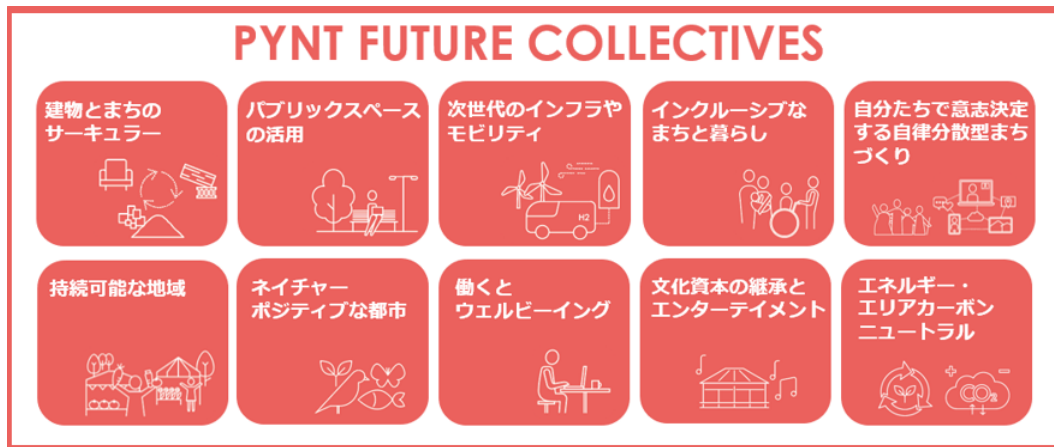 PYNT FUTURE COLLECTIVES
建物とまちの
サーキュラー
パブリックスペース
の活用
次世代のインフラや
モビリティ
H2
インクルーシブな
まちと暮らし
自分たちで意志決定
する自律分散型まち
づくり
持続可能な地域
ネイチャー
ポジティブな都市
働くと
ウェルビーイング
文化資本の継承と
エンターテイメント
エネルギー・
エリアカーボン
ニュートラル
CO2